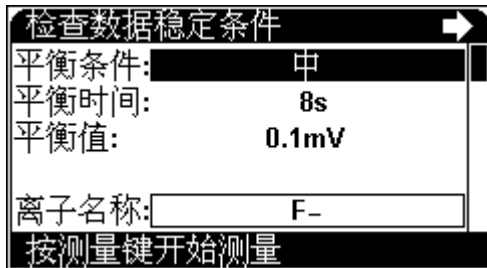 检查数据稳定条件
平衡条件: 中
平衡时间: 8s
平衡值: 0.1mV
离子名称: F-
按测量键开始测量